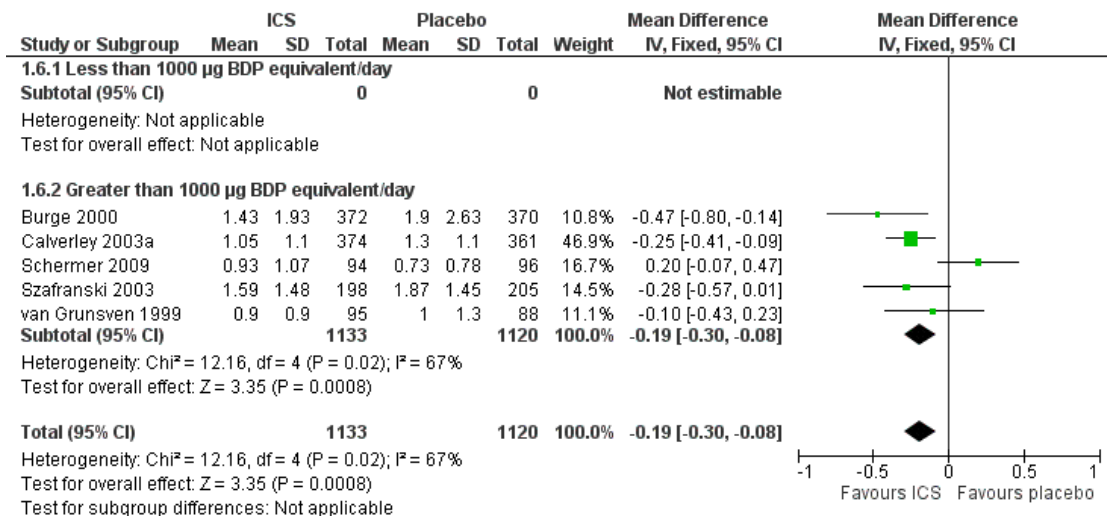 ICS Placebo Mean Difference Mean Difference
Study or Subgroup Mean SD Total Mean SD Total Weight IV, Fixed, 95% CI IV, Fixed, 95% CI
1.6.1 Less than 1000 µg BDP equivalent/day
Subtotal (95% CI) 0 0 Not estimable
Heterogeneity: Not applicable
Test for overall effect: Not applicable
1.6.2 Greater than 1000 µg BDP equivalent/day
Burge 2000 1.43 1.93 372 1.9 2.63 370 10.8% -0.47 [-0.80, -0.14]
Calverley 2003a 1.05 1.1 374 1.3 1.1 361 46.9% -0.25 [-0.41, -0.09]
Schermer 2009 0.93 1.07 94 0.73 0.78 96 16.7% 0.20 [-0.07, 0.47]
Szafranski 2003 1.59 1.48 198 1.87 1.45 205 14.5% -0.28 [-0.57, 0.01]
van Grunsven 1999 0.9 0.9 95 1 1.3 88 11.1% -0.10 [-0.43, 0.23]
Subtotal (95% CI) 1133 1120 100.0% -0.19 [-0.30, -0.08]
Heterogeneity: Chi² = 12.16, df = 4 (P = 0.02); I² = 67%
Test for overall effect: Z = 3.35 (P = 0.0008)
Total (95% CI) 1133 1120 100.0% -0.19 [-0.30, -0.08]
Heterogeneity: Chi² = 12.16, df = 4 (P = 0.02); I² = 67%
Test for overall effect: Z = 3.35 (P = 0.0008)
Test for subgroup differences: Not applicable
-1 -0.5 0 0.5 1
Favours ICS Favours placebo